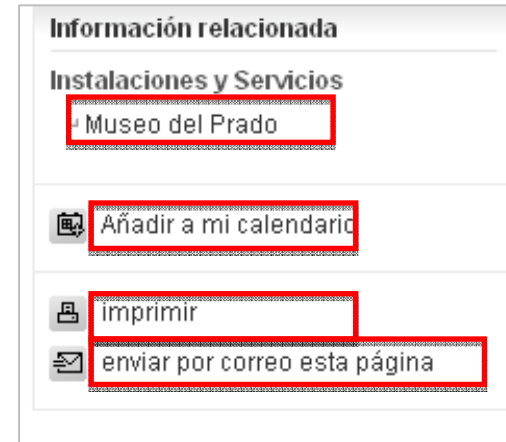 Información relacionada
Instalaciones y Servicios
Museo del Prado
Añadir a mi calendario
imprimir
enviar por correo esta página